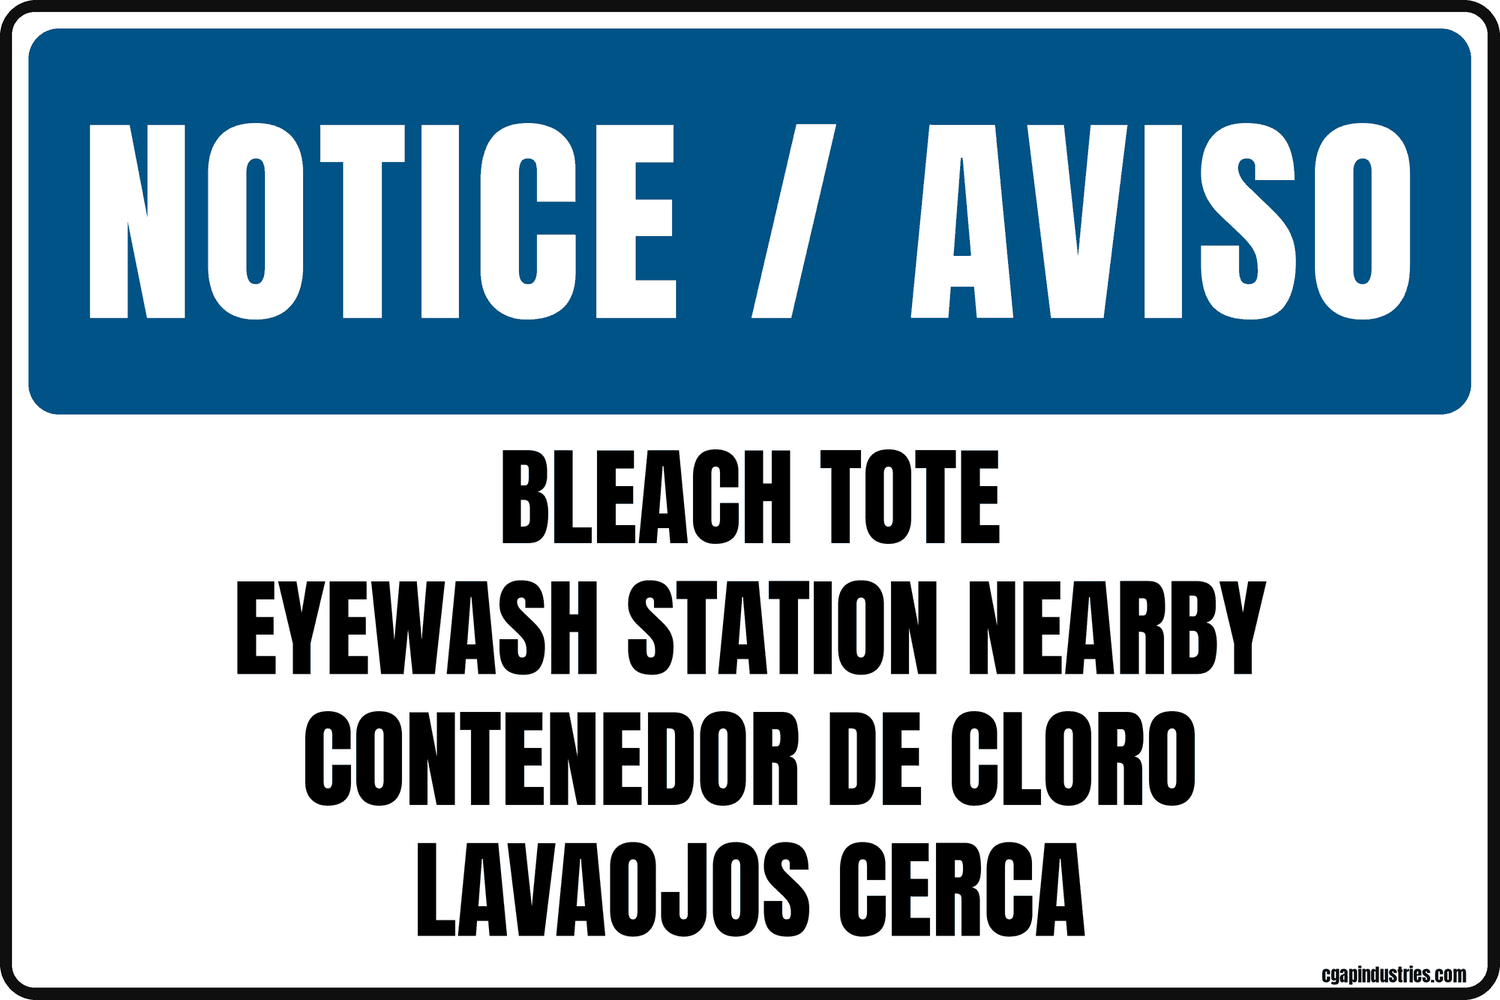 NOTICE / AVISO
BLEACH TOTE
EYEWASH STATION NEARBY
CONTENEDOR DE CLORO
LAVAOJOS CERCA
cgapindustries.com